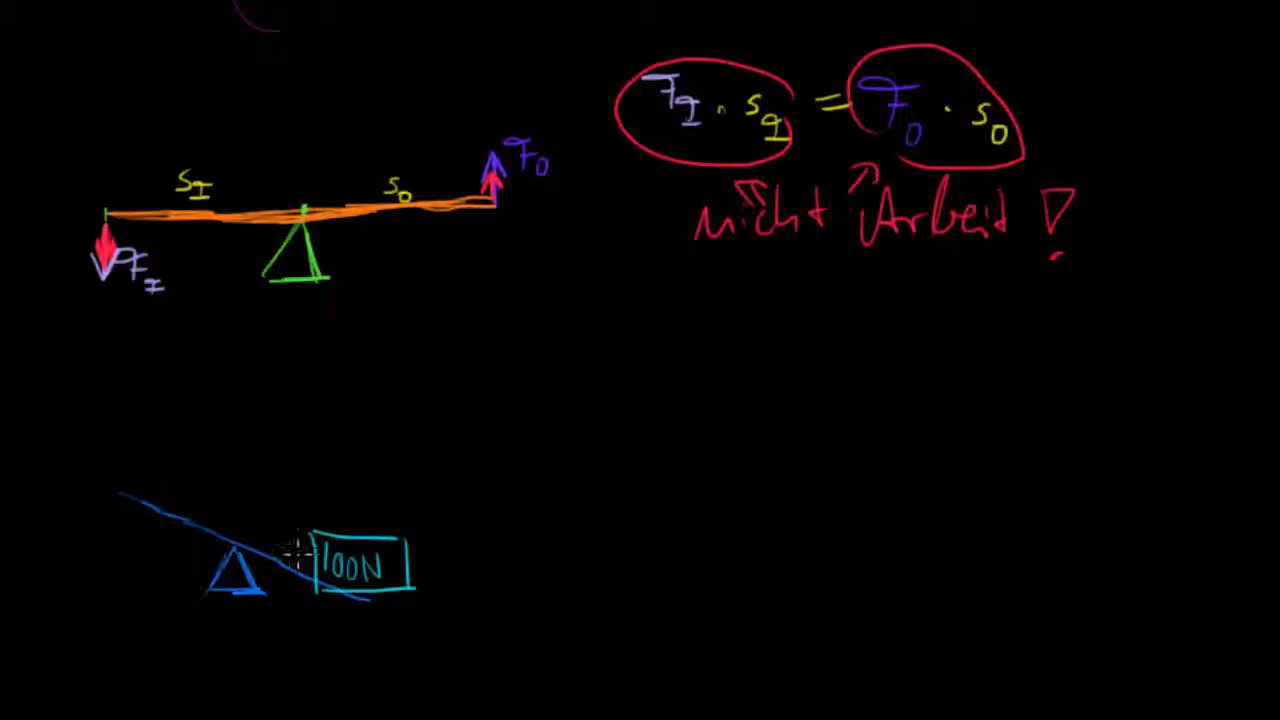 F_I · s_I = F_O · s_O
nicht Arbeit !
s_I s_O F_O
F_I
100N